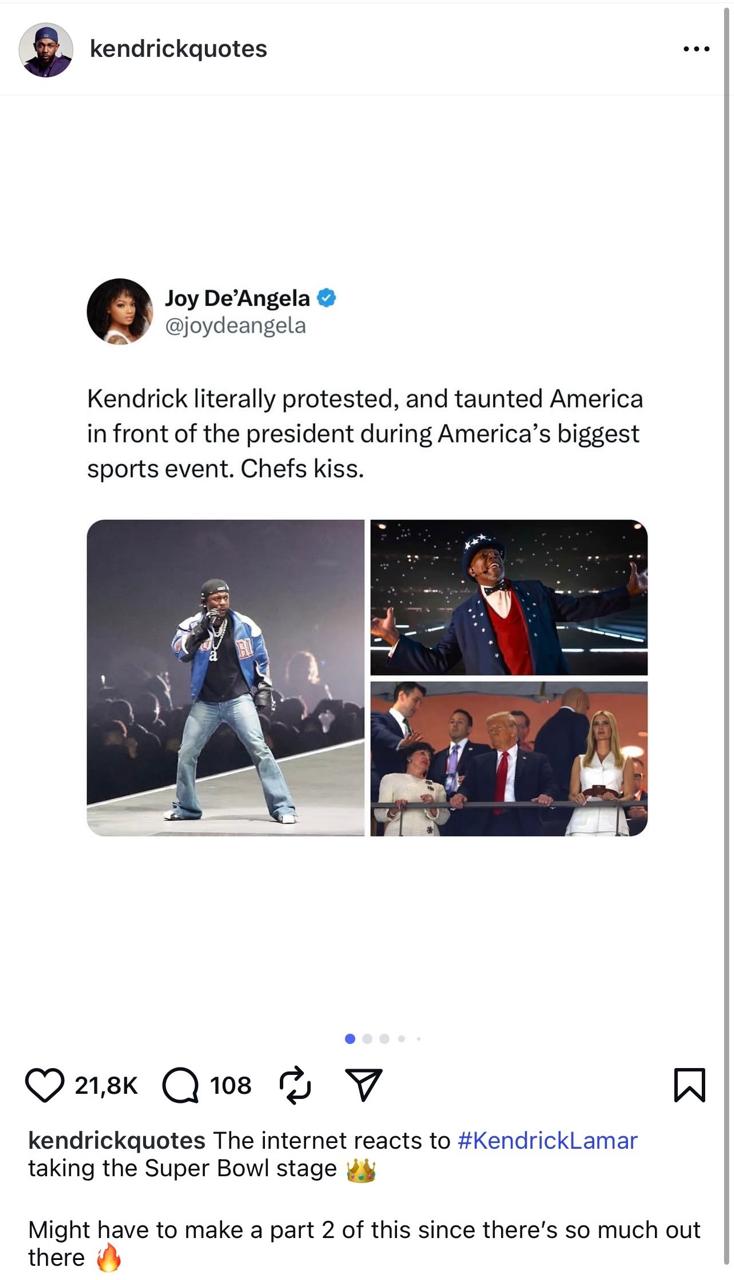 kendrickquotes
Joy De’Angela
@joydeangela
Kendrick literally protested, and taunted America
in front of the president during America’s biggest
sports event. Chefs kiss.
21,8K
108
kendrickquotes The internet reacts to #KendrickLamar
taking the Super Bowl stage 👑
Might have to make a part 2 of this since there’s so much out
there 🔥